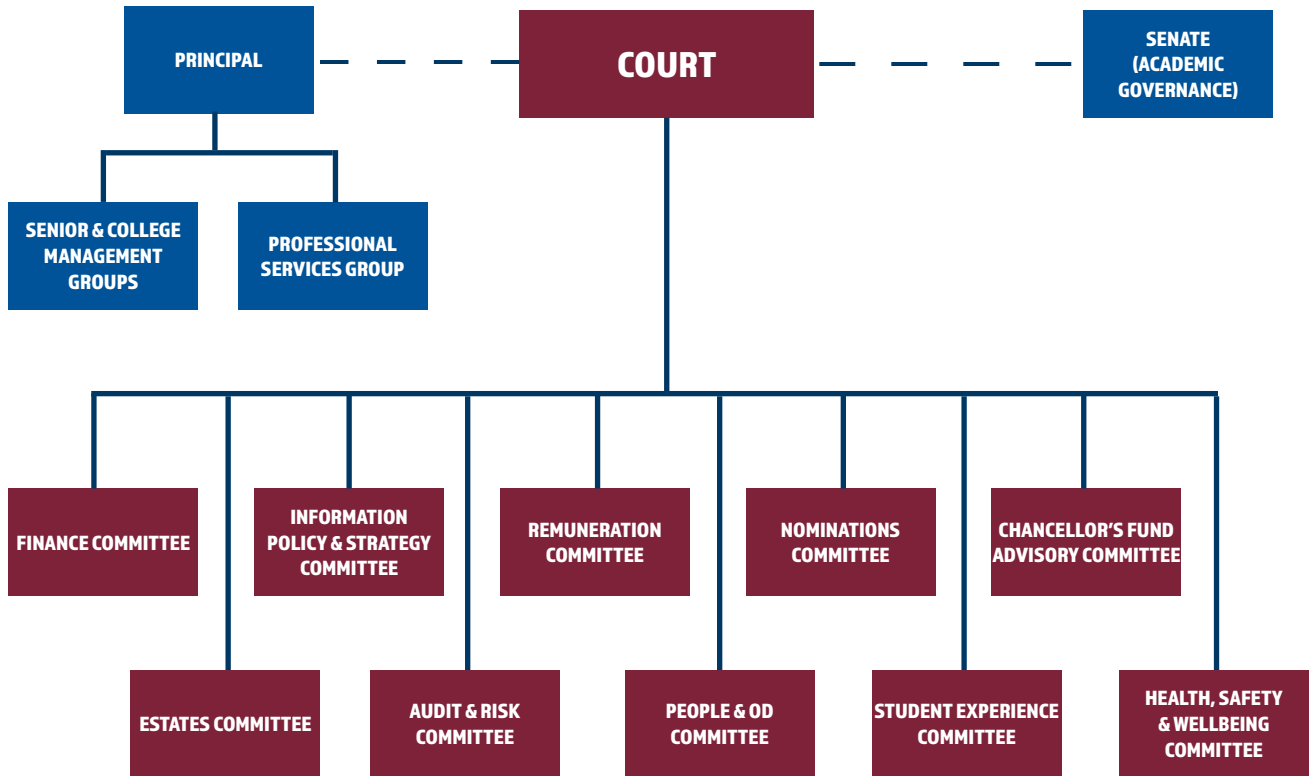 PRINCIPAL
COURT
SENATE
(ACADEMIC
GOVERNANCE)
SENIOR & COLLEGE
MANAGEMENT
GROUPS
PROFESSIONAL
SERVICES GROUP
FINANCE COMMITTEE
INFORMATION
POLICY & STRATEGY
COMMITTEE
REMUNERATION
COMMITTEE
NOMINATIONS
COMMITTEE
CHANCELLOR’S FUND
ADVISORY COMMITTEE
ESTATES COMMITTEE
AUDIT & RISK
COMMITTEE
PEOPLE & OD
COMMITTEE
STUDENT EXPERIENCE
COMMITTEE
HEALTH, SAFETY
& WELLBEING
COMMITTEE